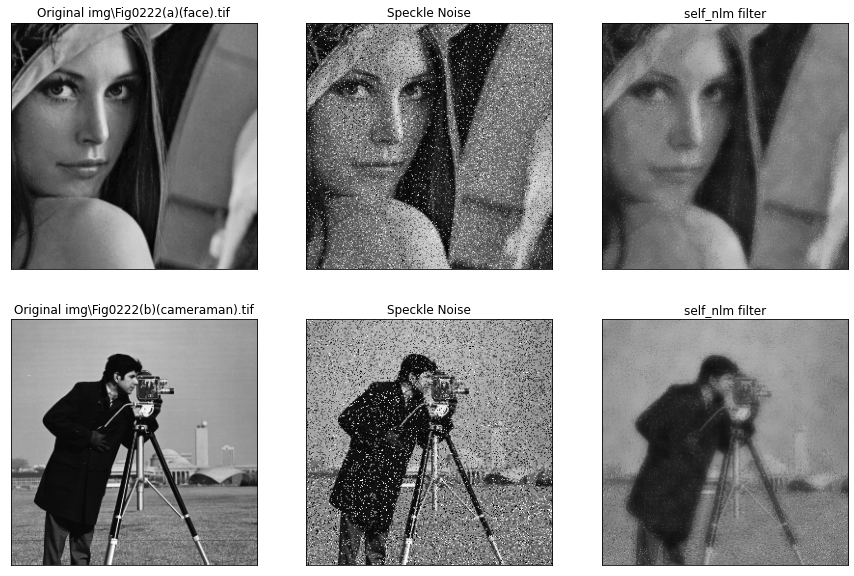 Original img\Fig0222(a)(face).tif
Speckle Noise
self_nlm filter
Original img\Fig0222(b)(cameraman).tif
Speckle Noise
self_nlm filter